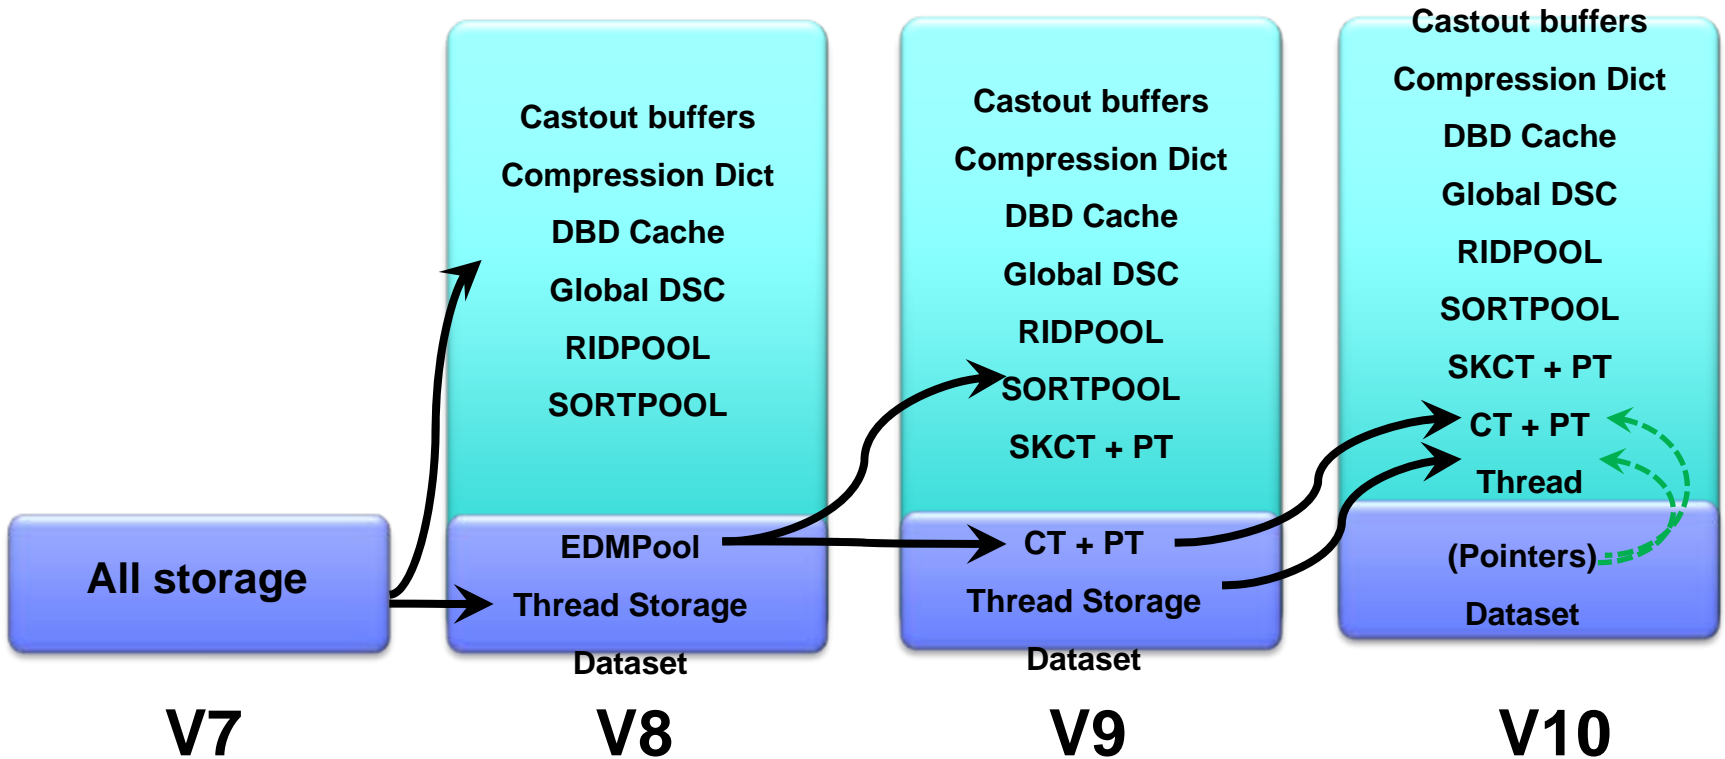 All storage
V7
Castout buffers
Compression Dict
DBD Cache
Global DSC
RIDPOOL
SORTPOOL
EDMPool
Thread Storage
Dataset
V8
Castout buffers
Compression Dict
DBD Cache
Global DSC
RIDPOOL
SORTPOOL
SKCT + PT
CT + PT
Thread Storage
Dataset
V9
Castout buffers
Compression Dict
DBD Cache
Global DSC
RIDPOOL
SORTPOOL
SKCT + PT
CT + PT
Thread
(Pointers)
Dataset
V10